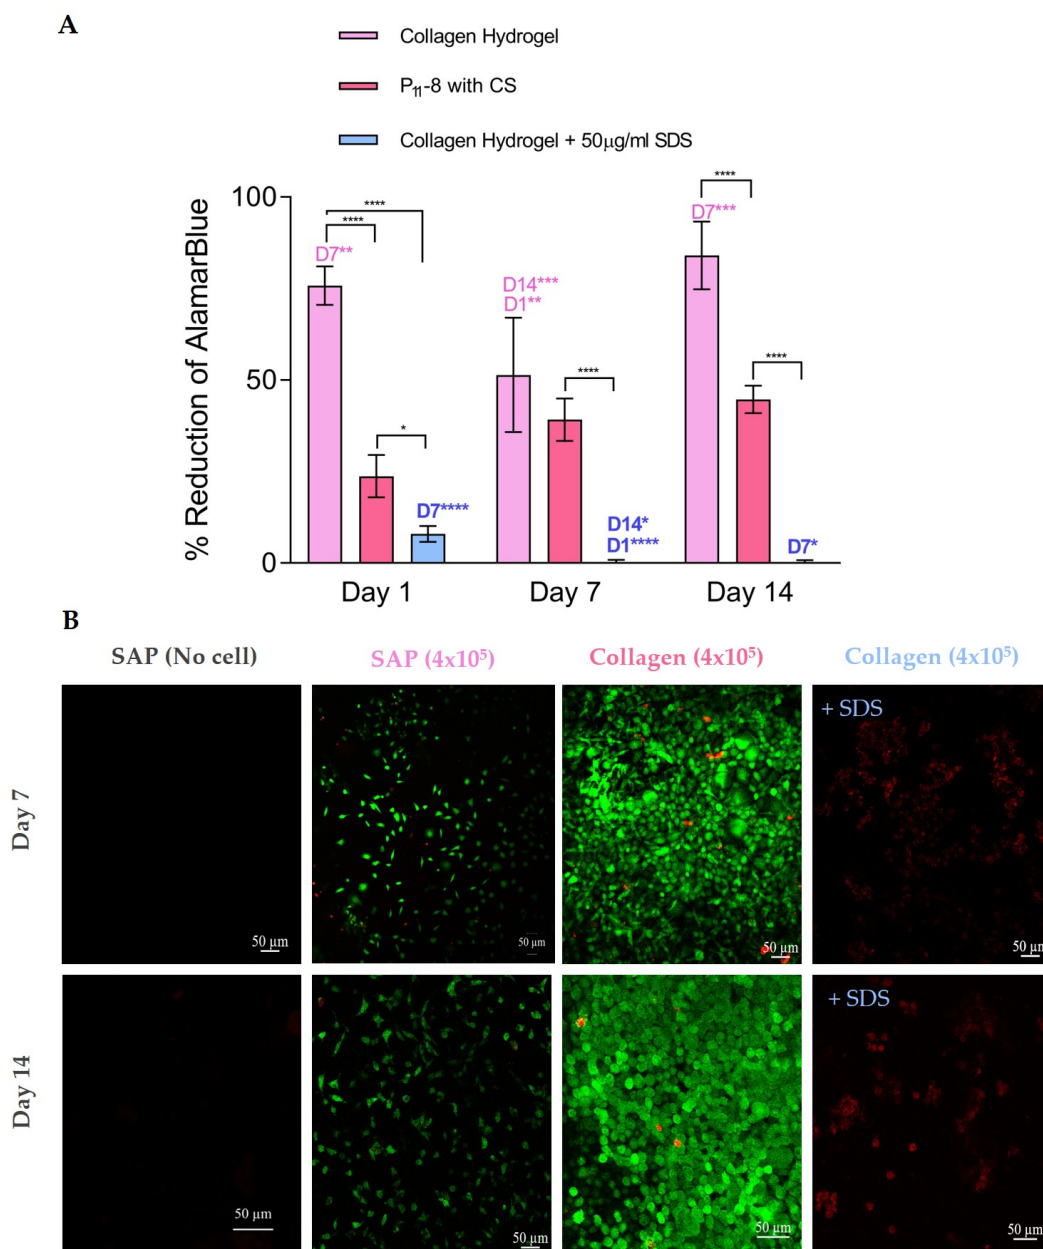 A
Collagen Hydrogel
P₁₁-8 with CS
Collagen Hydrogel + 50μg/ml SDS
% Reduction of AlamarBlue
100
50
0
****
****
D7**
*
D7****
D14***
D1**
****
D14*
D1****
****
D7***
****
D7*
Day 1
Day 7
Day 14
B
SAP (No cell)
SAP (4x10⁵)
Collagen (4x10⁵)
Collagen (4x10⁵)
Day 7
50 µm
50 µm
50 µm
+ SDS
50 µm
Day 14
50 µm
50 µm
50 µm
+ SDS
50 µm